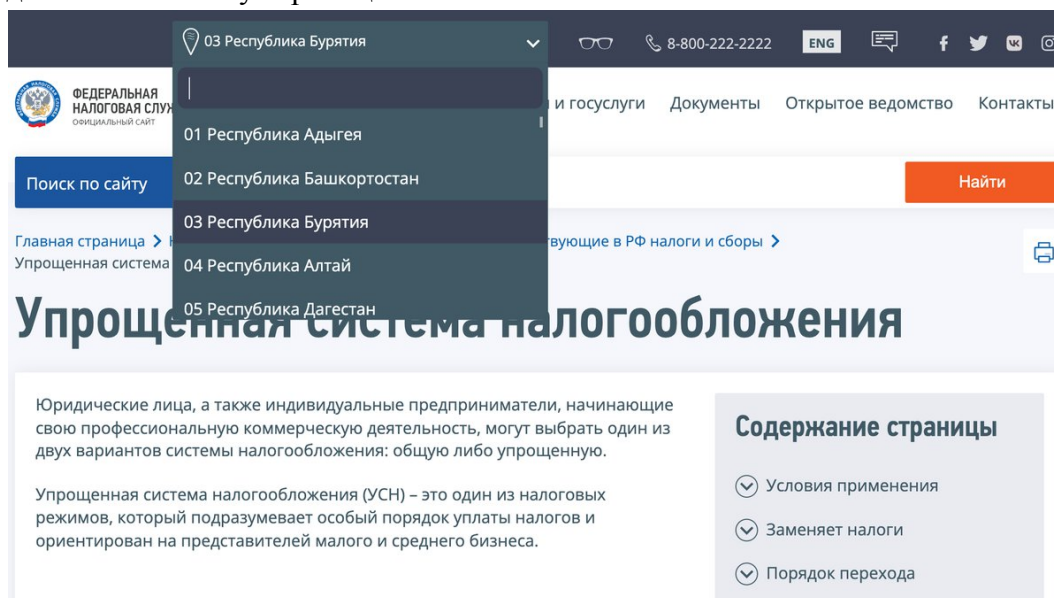 03 Республика Бурятия
8-800-222-2222
ENG
ФЕДЕРАЛЬНАЯ
НАЛОГОВАЯ СЛУЖ
ОФИЦИАЛЬНЫЙ САЙТ
и госуслуги Документы Открытое ведомство Контакты
01 Республика Адыгея
Поиск по сайту
02 Республика Башкортостан
Найти
03 Республика Бурятия
Главная страница
вующие в РФ налоги и сборы
Упрощенная система
04 Республика Алтай
05 Республика Дагестан
Упрощенная система налогообложения
Юридические лица, а также индивидуальные предприниматели, начинающие
свою профессиональную коммерческую деятельность, могут выбрать один из
двух вариантов системы налогообложения: общую либо упрощенную.
Упрощенная система налогообложения (УСН) – это один из налоговых
режимов, который подразумевает особый порядок уплаты налогов и
ориентирован на представителей малого и среднего бизнеса.
Содержание страницы
Условия применения
Заменяет налоги
Порядок перехода